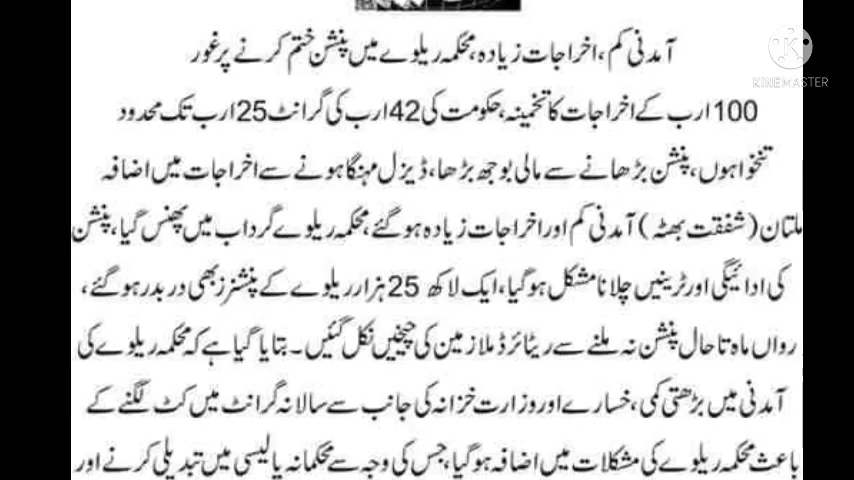 آمدنی کم، اخراجات زیادہ، محکمہ ریلوے میں پنشن ختم کرنے پر غور
KINEMASTER
100 ارب کے اخراجات کا تخمینہ، حکومت کی 42 ارب کی گرانٹ 25 ارب تک محدود
تنخواہوں، پنشن بڑھانے سے مالی بوجھ بڑھا، ڈیزل مہنگا ہونے سے اخراجات میں اضافہ
ملتان (شفقت بھٹہ) آمدنی کم اور اخراجات زیادہ ہو گئے، محکمہ ریلوے گرداب میں پھنس گیا، پنشن
کی ادائیگی اور ٹرینیں چلانا مشکل ہو گیا، ایک لاکھ 25 ہزار ریلوے کے پنشنرز بھی در بدر ہو گئے،
رواں ماہ تا حال پنشن نہ ملنے سے ریٹائرڈ ملازمین کی چیخیں نکل گئیں۔ بتایا گیا ہے کہ محکمہ ریلوے کی
آمدنی میں بڑھتی کمی، خسارے اور وزارت خزانہ کی جانب سے سالانہ گرانٹ میں کٹ لگنے کے
باعث محکمہ ریلوے کی مشکلات میں اضافہ ہو گیا، جس کی وجہ سے محکمانہ پالیسی میں تبدیلی کرنے اور